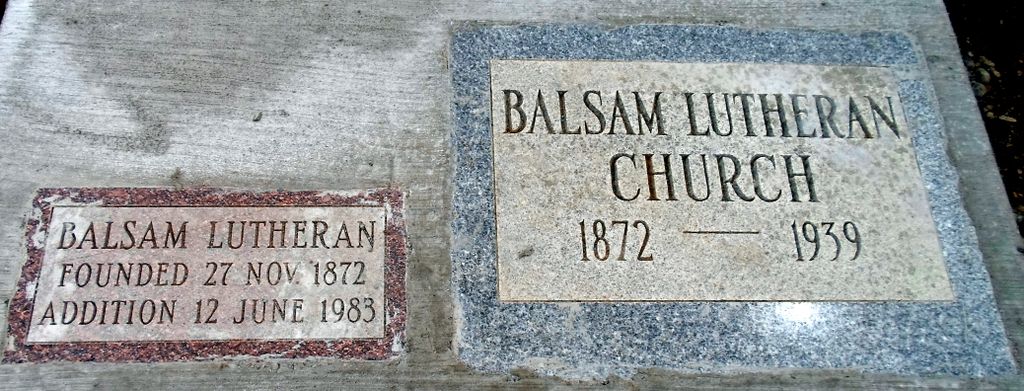 BALSAM LUTHERAN
FOUNDED 27 NOV. 1872
ADDITION 12 JUNE 1983
BALSAM LUTHERAN
CHURCH
1872 — 1939